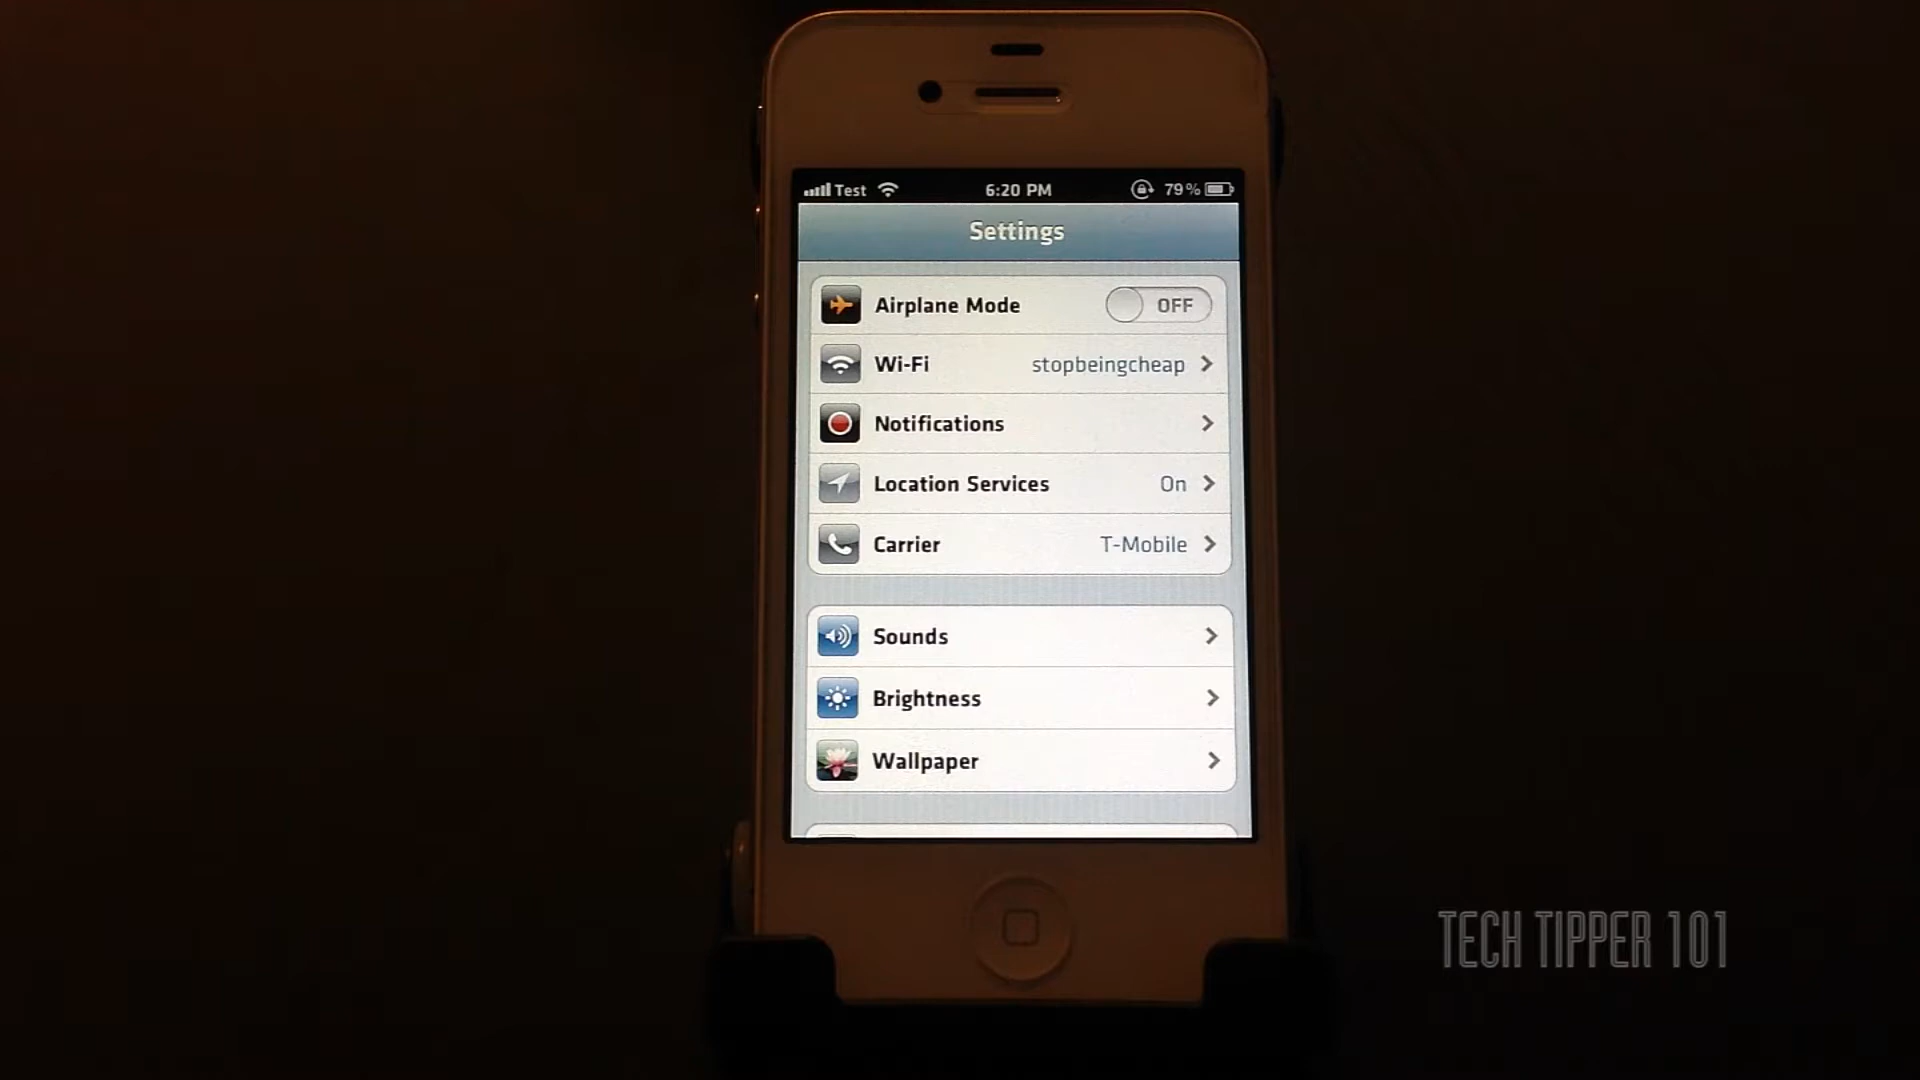 Test 6:20 PM 79%
Settings
Airplane Mode OFF
Wi-Fi stopbeingcheap
Notifications
Location Services On
Carrier T-Mobile
Sounds
Brightness
Wallpaper
TECH TIPPER 101